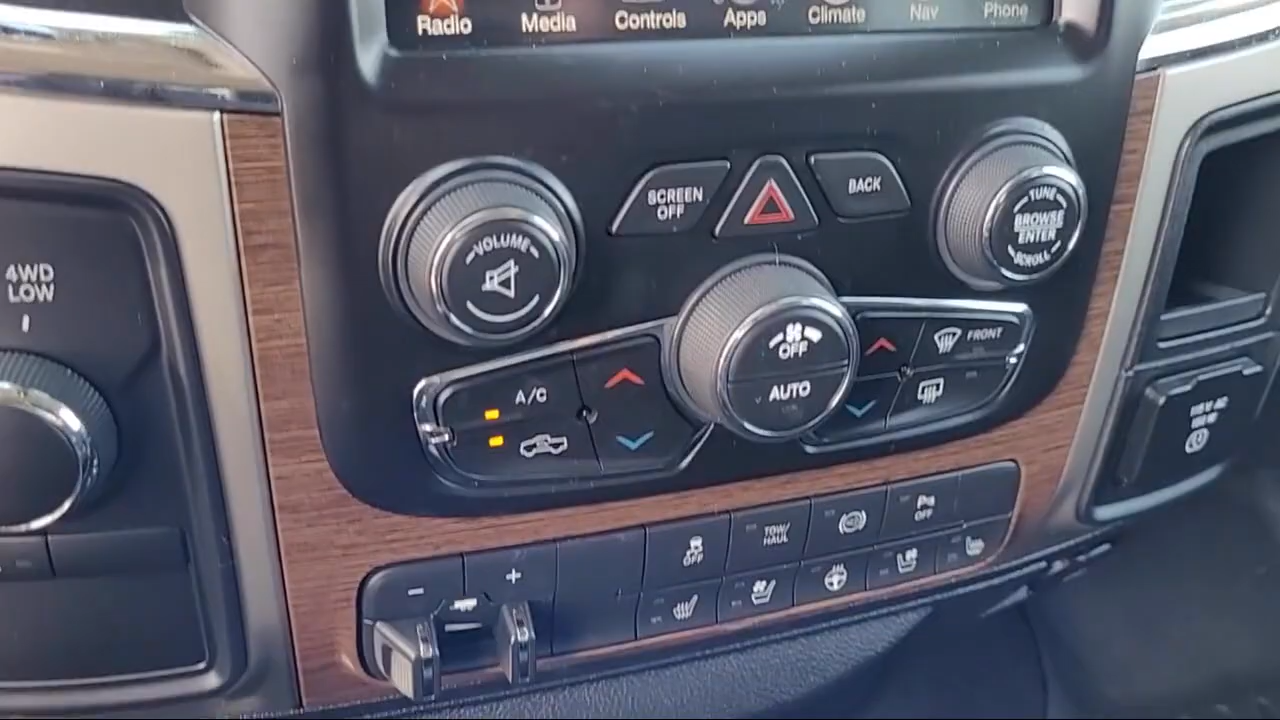 Radio Media Controls Apps Climate Nav Phone
SCREEN
OFF
BACK
VOLUME
TUNE
BROWSE
ENTER
SCROLL
4WD
LOW
OFF
AUTO
A/C
FRONT
- +
OFF
TOW/
HAUL
OFF